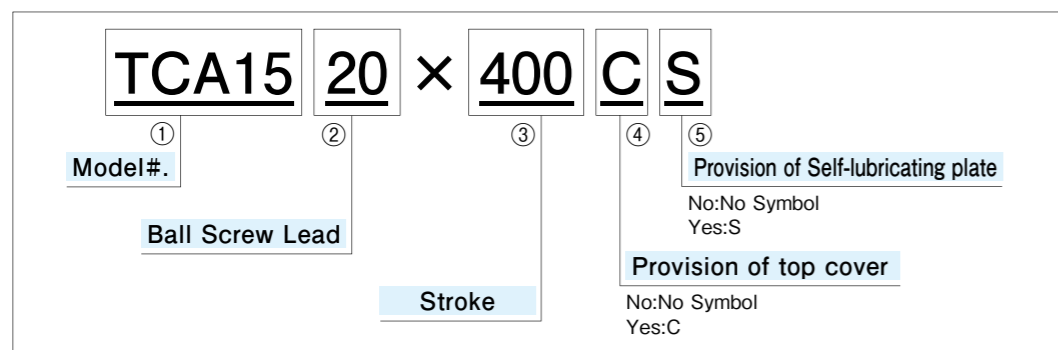 TCA15 20 × 400 C S
① ② ③ ④ ⑤
Model#.
Provision of Self-lubricating plate
No:No Symbol
Yes:S
Ball Screw Lead
Provision of top cover
Stroke
No:No Symbol
Yes:C